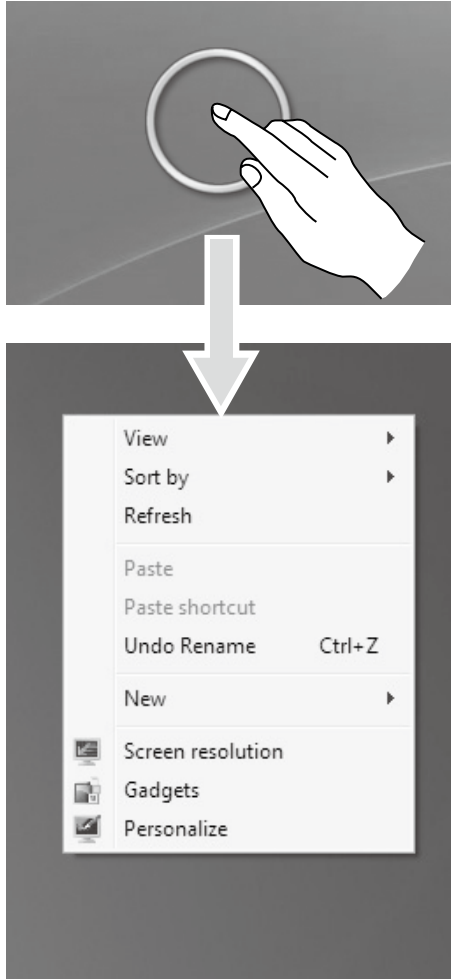 View
Sort by
Refresh
Paste
Paste shortcut
Undo Rename Ctrl+Z
New
Screen resolution
Gadgets
Personalize